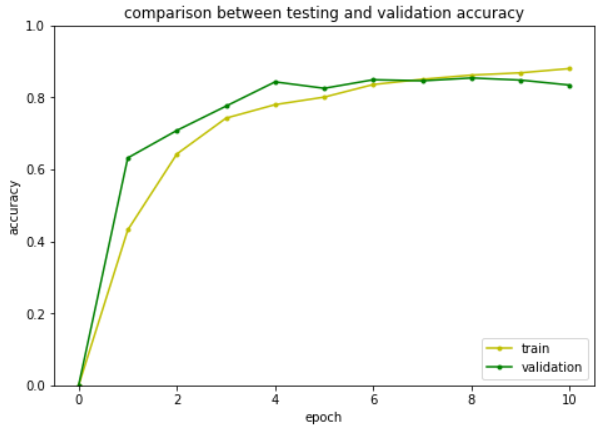 comparison between testing and validation accuracy
1.0
0.8
0.6
0.4
0.2
0.0
accuracy
train
validation
0 2 4 6 8 10
epoch